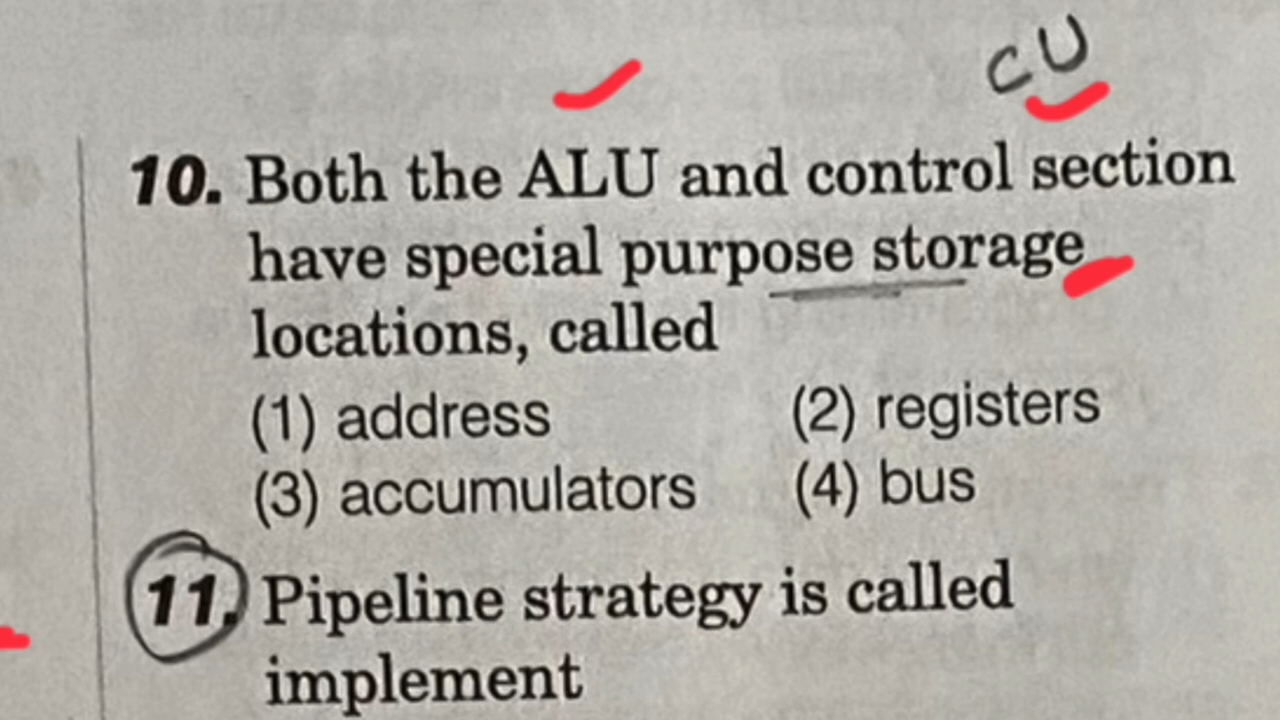 CU
10. Both the ALU and control section
have special purpose storage
locations, called
(1) address (2) registers
(3) accumulators (4) bus
11. Pipeline strategy is called
implement